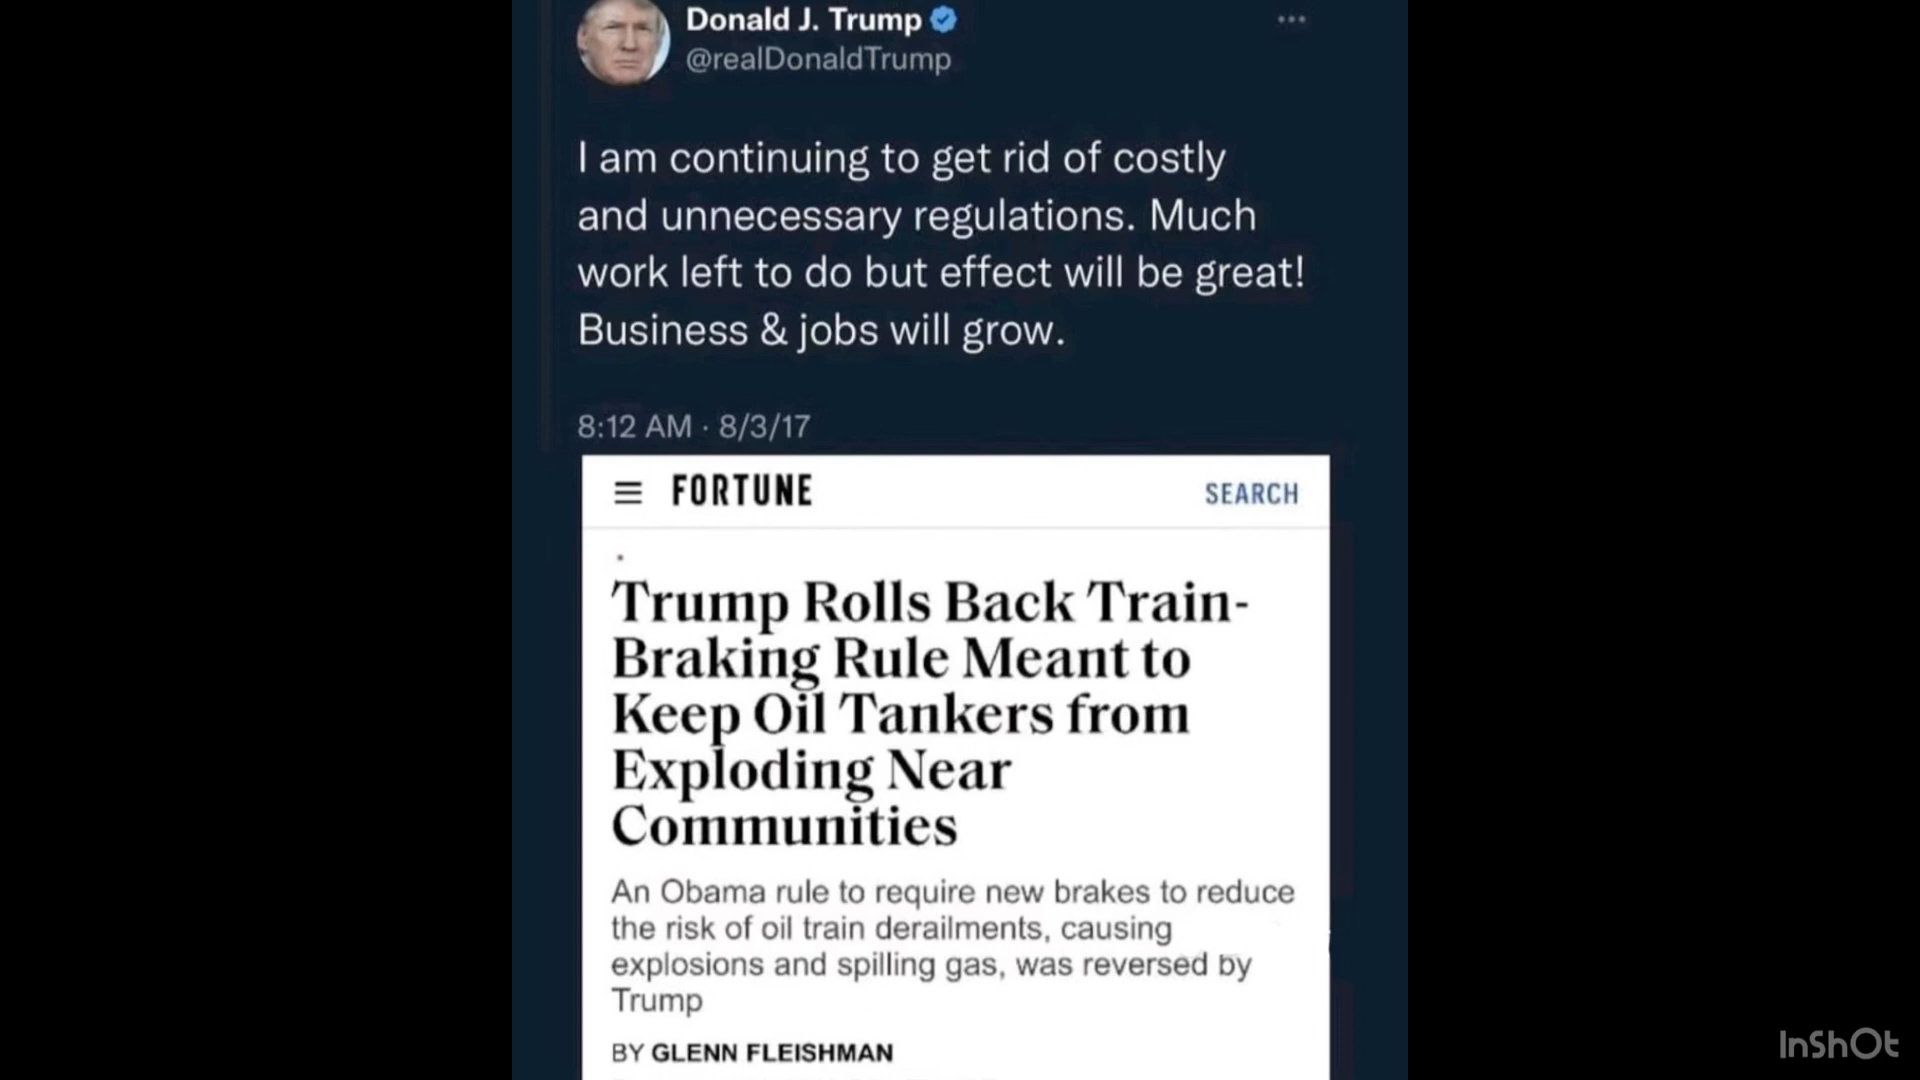 Donald J. Trump
@realDonaldTrump
I am continuing to get rid of costly
and unnecessary regulations. Much
work left to do but effect will be great!
Business & jobs will grow.
8:12 AM · 8/3/17
FORTUNE
SEARCH
Trump Rolls Back Train-
Braking Rule Meant to
Keep Oil Tankers from
Exploding Near
Communities
An Obama rule to require new brakes to reduce
the risk of oil train derailments, causing
explosions and spilling gas, was reversed by
Trump
BY GLENN FLEISHMAN
InShOt